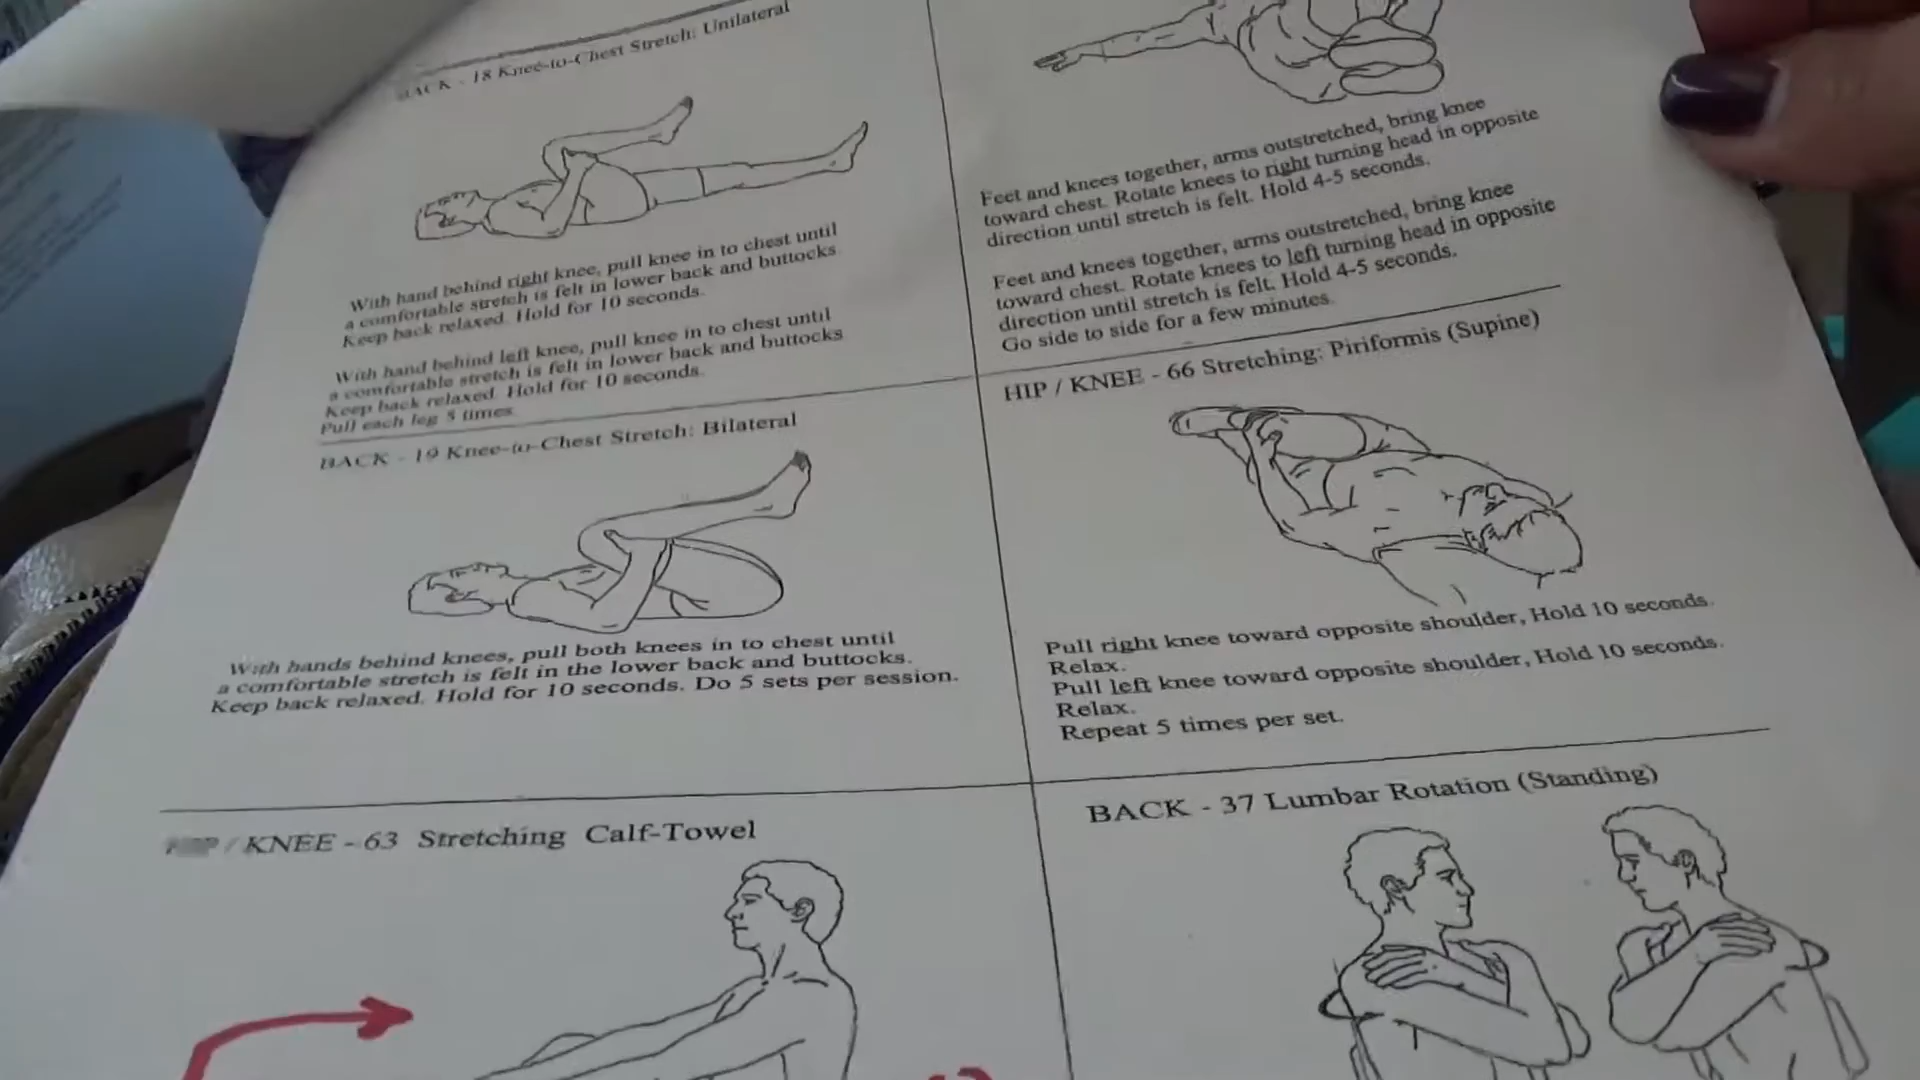 BACK - 18 Knee-to-Chest Stretch: Unilateral
With hand behind right knee, pull knee in to chest until
a comfortable stretch is felt in lower back and buttocks
Keep back relaxed. Hold for 10 seconds.
With hand behind left knee, pull knee in to chest until
a comfortable stretch is felt in lower back and buttocks
Keep back relaxed. Hold for 10 seconds.
Pull each leg 5 times
BACK - 19 Knee-to-Chest Stretch: Bilateral
With hands behind knees, pull both knees in to chest until
a comfortable stretch is felt in the lower back and buttocks.
Keep back relaxed. Hold for 10 seconds. Do 5 sets per session.
HIP / KNEE - 63 Stretching Calf-Towel
Feet and knees together, arms outstretched, bring knee
toward chest. Rotate knees to right turning head in opposite
direction until stretch is felt. Hold 4-5 seconds.
Feet and knees together, arms outstretched, bring knee
toward chest. Rotate knees to left turning head in opposite
direction until stretch is felt. Hold 4-5 seconds.
Go side to side for a few minutes.
HIP / KNEE - 66 Stretching: Piriformis (Supine)
Pull right knee toward opposite shoulder, Hold 10 seconds.
Relax.
Pull left knee toward opposite shoulder, Hold 10 seconds.
Relax.
Repeat 5 times per set.
BACK - 37 Lumbar Rotation (Standing)